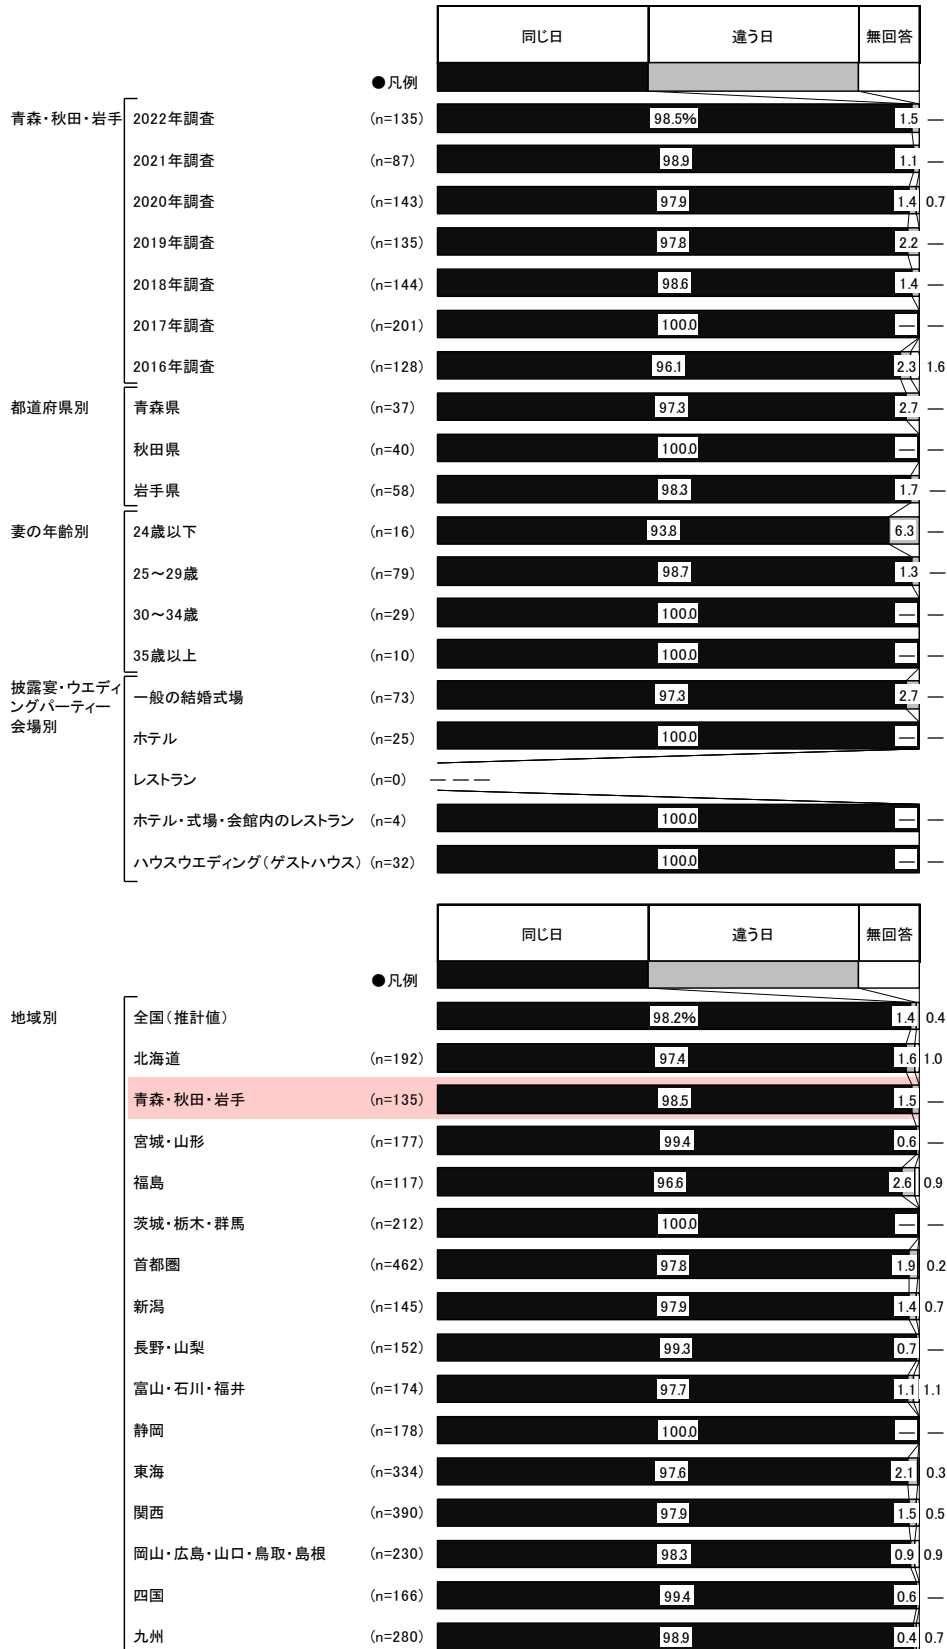 同じ日 違う日 無回答
●凡例
青森・秋田・岩手 2022年調査 (n=135) 98.5% 1.5 —
2021年調査 (n=87) 98.9 1.1 —
2020年調査 (n=143) 97.9 1.4 0.7
2019年調査 (n=135) 97.8 2.2 —
2018年調査 (n=144) 98.6 1.4 —
2017年調査 (n=201) 100.0 — —
2016年調査 (n=128) 96.1 2.3 1.6
都道府県別 青森県 (n=37) 97.3 2.7 —
秋田県 (n=40) 100.0 — —
岩手県 (n=58) 98.3 1.7 —
妻の年齢別 24歳以下 (n=16) 93.8 6.3 —
25～29歳 (n=79) 98.7 1.3 —
30～34歳 (n=29) 100.0 — —
35歳以上 (n=10) 100.0 — —
披露宴・ウエディ
ングパーティー
会場別
一般の結婚式場 (n=73) 97.3 2.7 —
ホテル (n=25) 100.0 — —
レストラン (n=0) — — —
ホテル・式場・会館内のレストラン (n=4) 100.0 — —
ハウスウエディング(ゲストハウス) (n=32) 100.0 — —
同じ日 違う日 無回答
●凡例
地域別 全国(推計値) 98.2% 1.4 0.4
北海道 (n=192) 97.4 1.6 1.0
青森・秋田・岩手 (n=135) 98.5 1.5 —
宮城・山形 (n=177) 99.4 0.6 —
福島 (n=117) 96.6 2.6 0.9
茨城・栃木・群馬 (n=212) 100.0 — —
首都圏 (n=462) 97.8 1.9 0.2
新潟 (n=145) 97.9 1.4 0.7
長野・山梨 (n=152) 99.3 0.7 —
富山・石川・福井 (n=174) 97.7 1.1 1.1
静岡 (n=178) 100.0 — —
東海 (n=334) 97.6 2.1 0.3
関西 (n=390) 97.9 1.5 0.5
岡山・広島・山口・鳥取・島根 (n=230) 98.3 0.9 0.9
四国 (n=166) 99.4 0.6 —
九州 (n=280) 98.9 0.4 0.7